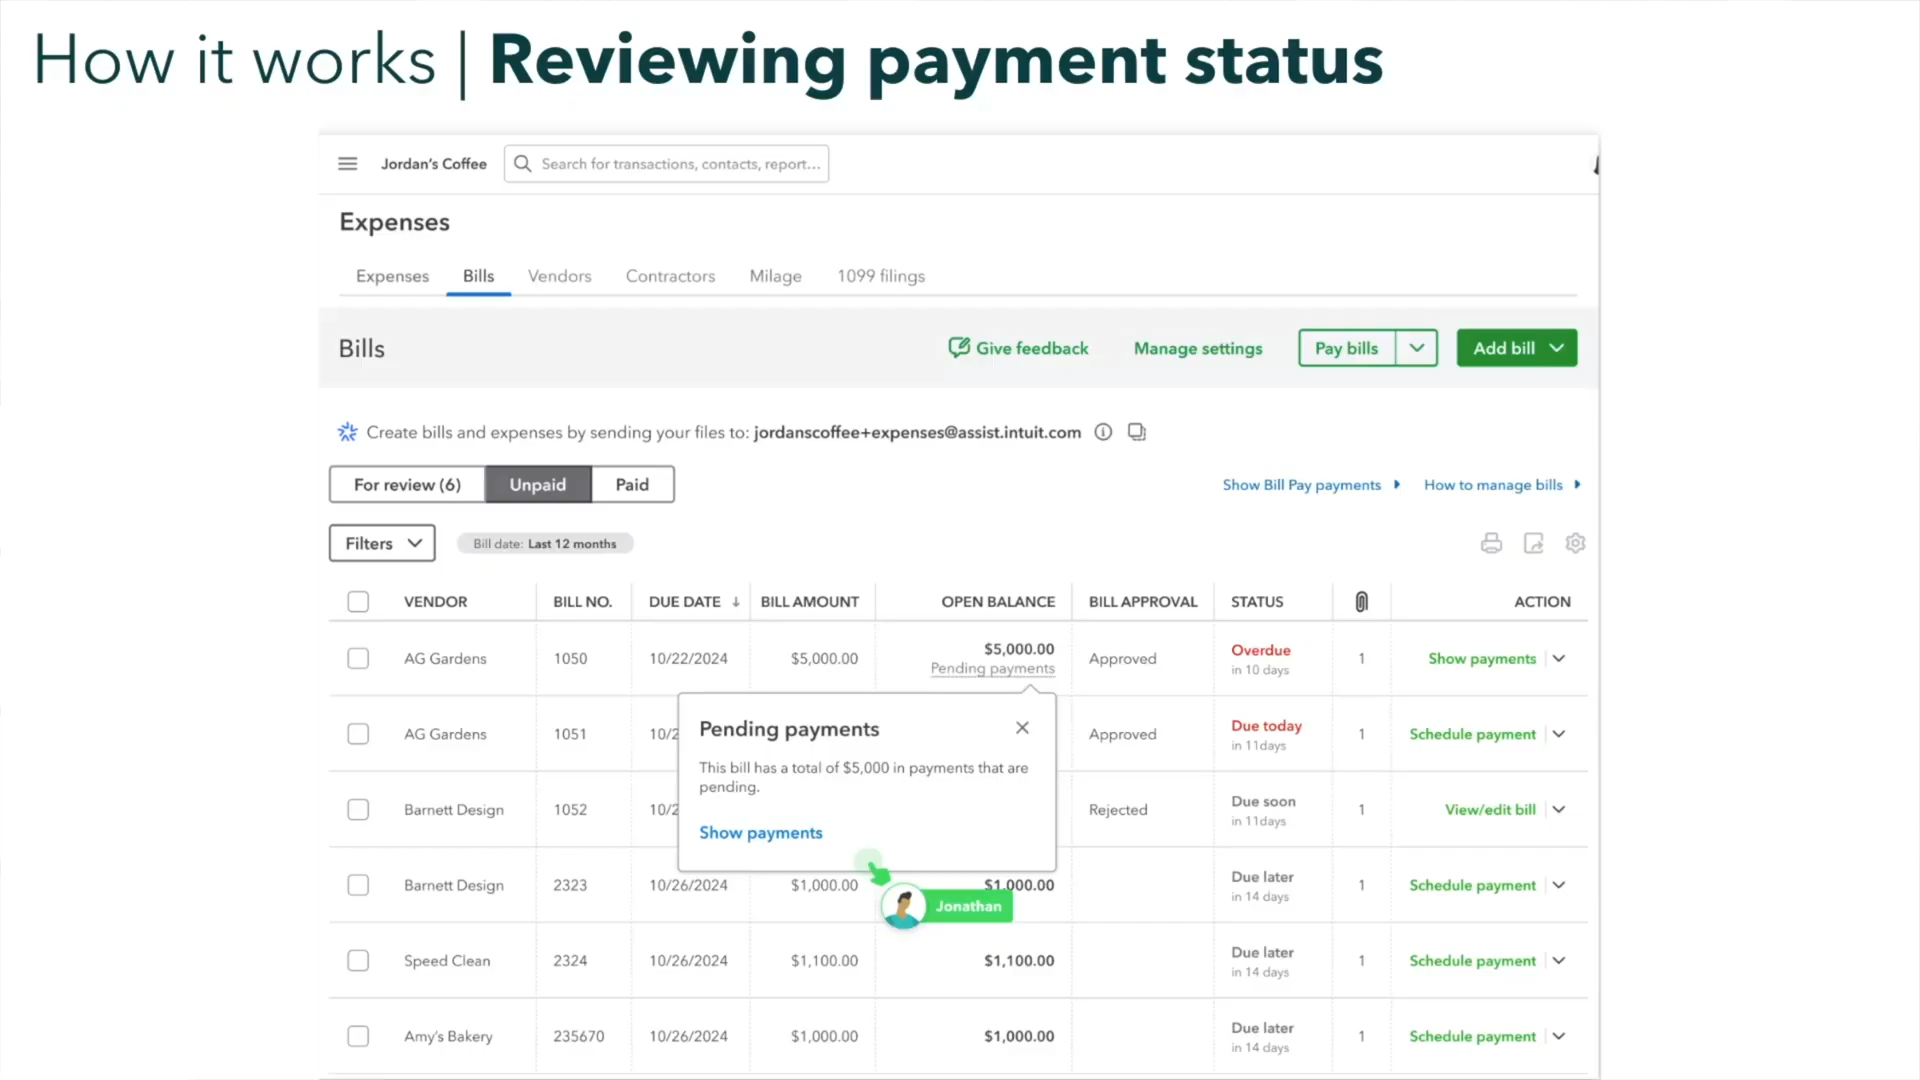 How it works | Reviewing payment status
Jordan's Coffee
Search for transactions, contacts, report...
Expenses
Expenses Bills Vendors Contractors Milage 1099 filings
Bills
Give feedback Manage settings Pay bills Add bill
Create bills and expenses by sending your files to: jordanscoffee+expenses@assist.intuit.com
For review (6) Unpaid Paid
Show Bill Pay payments How to manage bills
Filters Bill date: Last 12 months
VENDOR BILL NO. DUE DATE BILL AMOUNT OPEN BALANCE BILL APPROVAL STATUS ACTION
AG Gardens 1050 10/22/2024 $5,000.00 $5,000.00 Approved Overdue 1 Show payments
Pending payments in 10 days
AG Gardens 1051 10/2 Approved Due today 1 Schedule payment
in 11days
Pending payments
This bill has a total of $5,000 in payments that are
pending.
Show payments
Barnett Design 1052 10/2 Rejected Due soon 1 View/edit bill
in 11days
Barnett Design 2323 10/26/2024 $1,000.00 $1,000.00 Due later 1 Schedule payment
in 14 days
Jonathan
Speed Clean 2324 10/26/2024 $1,100.00 $1,100.00 Due later 1 Schedule payment
in 14 days
Amy's Bakery 235670 10/26/2024 $1,000.00 $1,000.00 Due later 1 Schedule payment
in 14 days